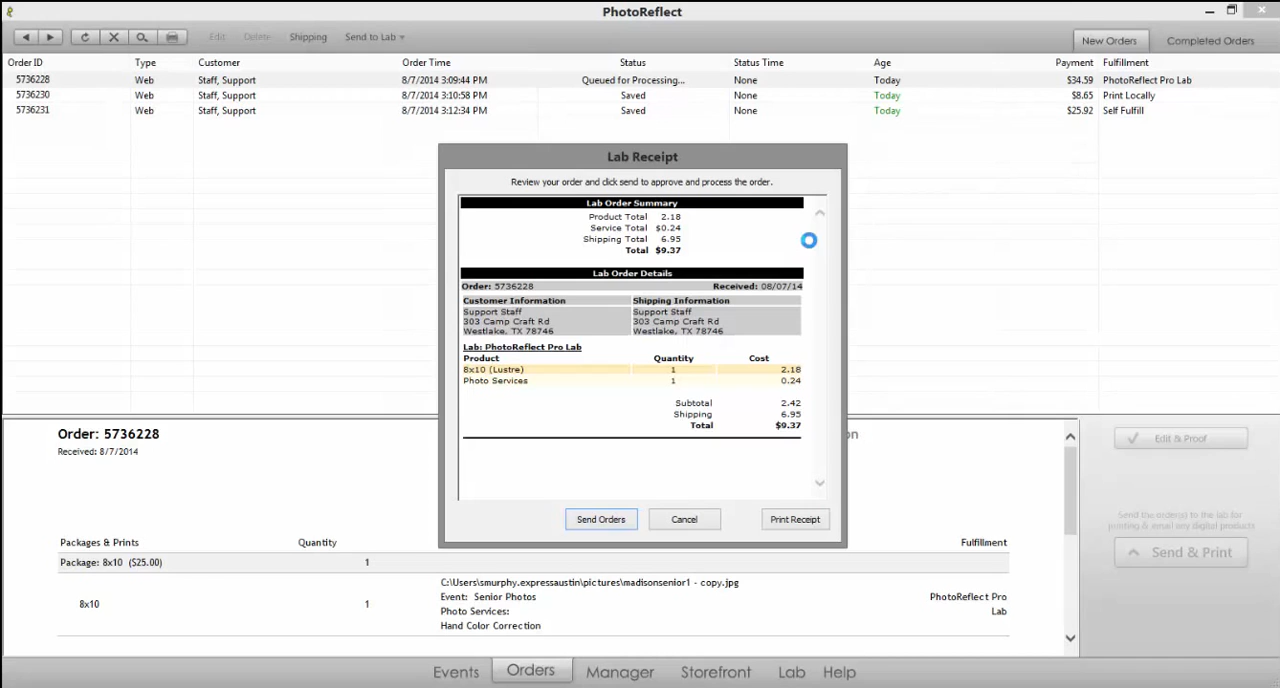 PhotoReflect
Edit Delete Shipping Send to Lab New Orders Completed Orders
Order ID Type Customer Order Time Status Status Time Age Payment Fulfillment
5736228 Web Staff, Support 8/7/2014 3:09:44 PM Queued for Processing... None Today $34.59 PhotoReflect Pro Lab
5736230 Web Staff, Support 8/7/2014 3:10:58 PM Saved None Today $8.65 Print Locally
5736231 Web Staff, Support 8/7/2014 3:12:34 PM Saved None Today $25.92 Self Fulfill
Lab Receipt
Review your order and click send to approve and process the order.
Lab Order Summary
Product Total 2.18
Service Total $0.24
Shipping Total 6.95
Total $9.37
Lab Order Details
Order: 5736228 Received: 08/07/14
Customer Information Shipping Information
Support Staff Support Staff
303 Camp Craft Rd 303 Camp Craft Rd
Westlake, TX 78746 Westlake, TX 78746
Lab: PhotoReflect Pro Lab
Product Quantity Cost
8x10 (Lustre) 1 2.18
Photo Services 1 0.24
Subtotal 2.42
Shipping 6.95
Total $9.37
Send Orders Cancel Print Receipt
Order: 5736228 on
Received: 8/7/2014
Edit & Proof
Send the order(s) to the lab for
printing & email any digital products
Send & Print
Packages & Prints Quantity Fulfillment
Package: 8x10 ($25.00) 1
8x10 1
C:\Users\smurphy.expressaustin\pictures\madisonsenior1 - copy.jpg
Event: Senior Photos PhotoReflect Pro
Photo Services: Lab
Hand Color Correction
Events Orders Manager Storefront Lab Help